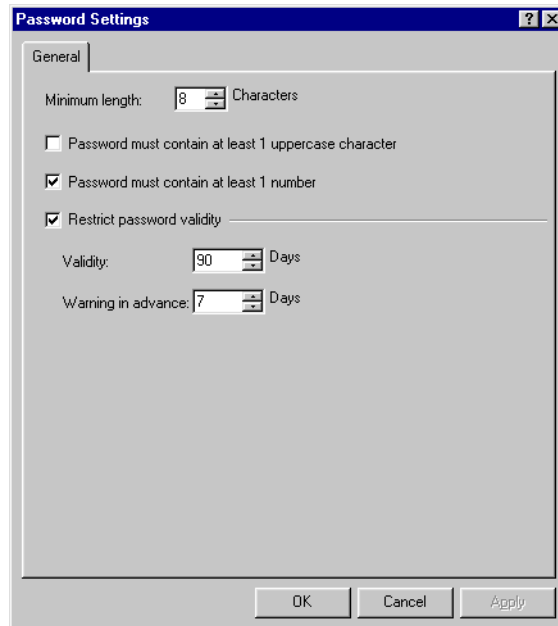 Password Settings
General
Minimum length: 8 Characters
Password must contain at least 1 uppercase character
Password must contain at least 1 number
Restrict password validity
Validity: 90 Days
Warning in advance: 7 Days
OK Cancel Apply